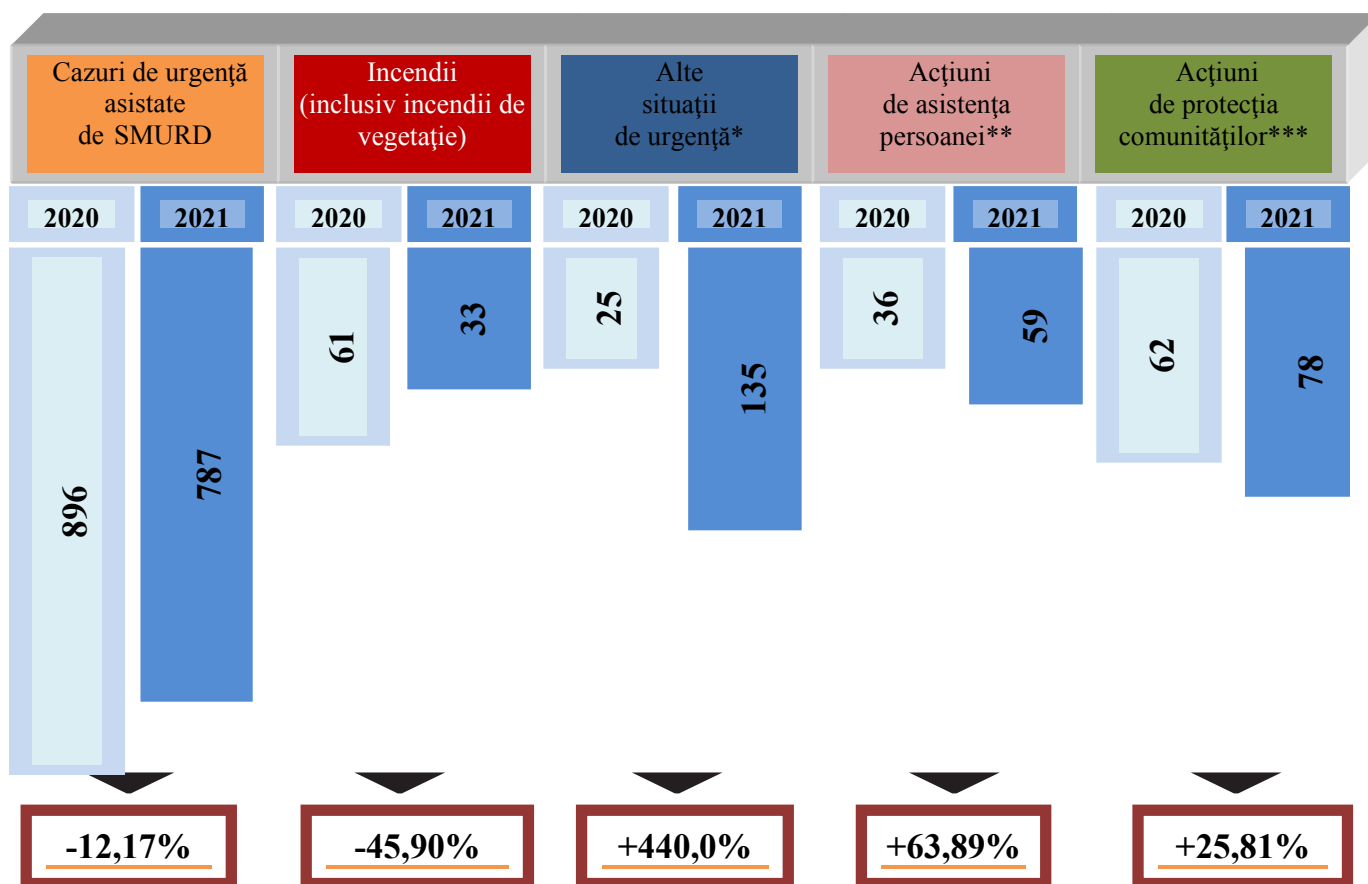 Cazuri de urgenţă
asistate
de SMURD
Incendii
(inclusiv incendii de
vegetaţie)
Alte
situaţii
de urgenţă*
Acţiuni
de asistenţa
persoanei**
Acţiuni
de protecţia
comunităţilor***
2020
2021
2020
2021
2020
2021
2020
2021
2020
2021
896
787
61
33
25
135
36
59
62
78
-12,17%
-45,90%
+440,0%
+63,89%
+25,81%